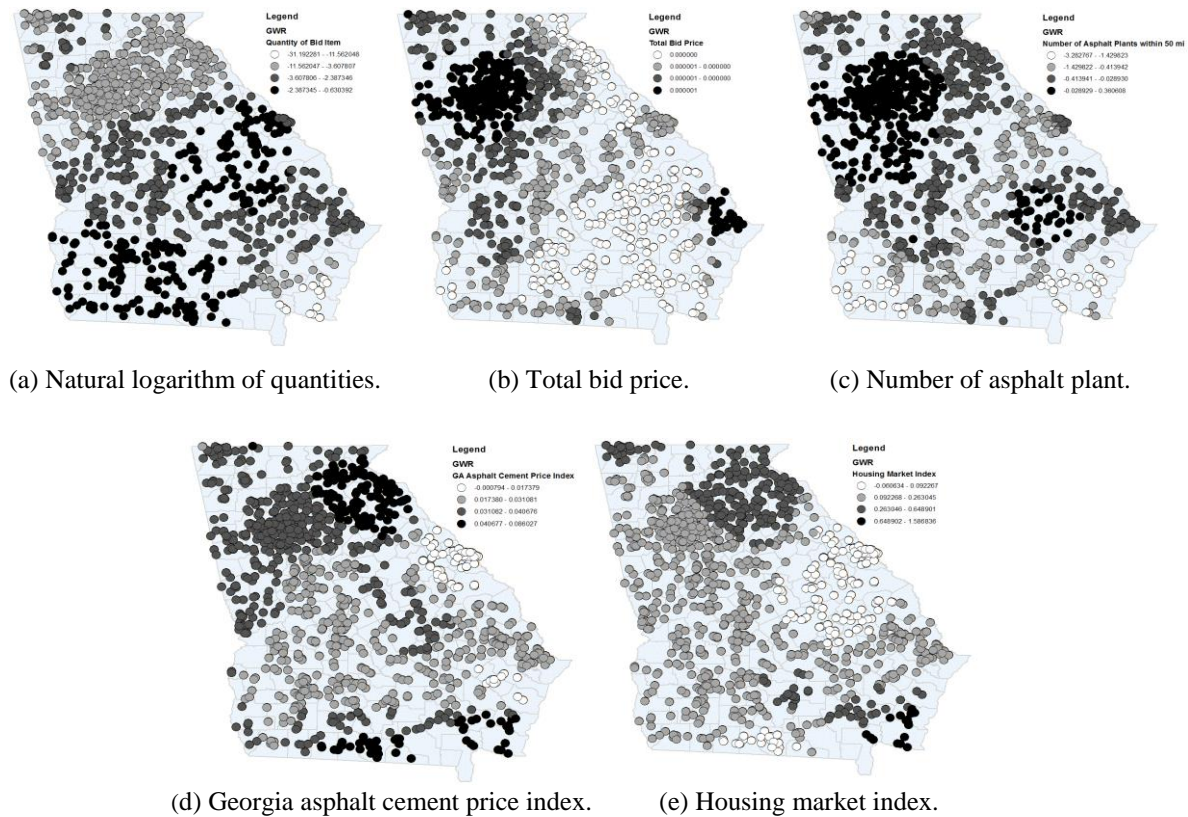 Legend
GWR
Quantity of Bid Item
-31.192281 - -11.562048
-11.562047 - -3.607807
-3.607806 - -2.387346
-2.387345 - -0.630392
Legend
GWR
Total Bid Price
0.000000
0.000001 - 0.000000
0.000001 - 0.000000
0.000001
Legend
GWR
Number of Asphalt Plants within 50 mi
-3.282767 - -1.429823
-1.429822 - -0.413942
-0.413941 - -0.028930
-0.028929 - 0.360608
(a) Natural logarithm of quantities.
(b) Total bid price.
(c) Number of asphalt plant.
Legend
GWR
GA Asphalt Cement Price Index
-0.000794 - 0.017379
0.017380 - 0.031081
0.031082 - 0.040676
0.040677 - 0.086027
Legend
GWR
Housing Market Index
-0.060634 - 0.092267
0.092268 - 0.263045
0.263046 - 0.648901
0.648902 - 1.586836
(d) Georgia asphalt cement price index.
(e) Housing market index.